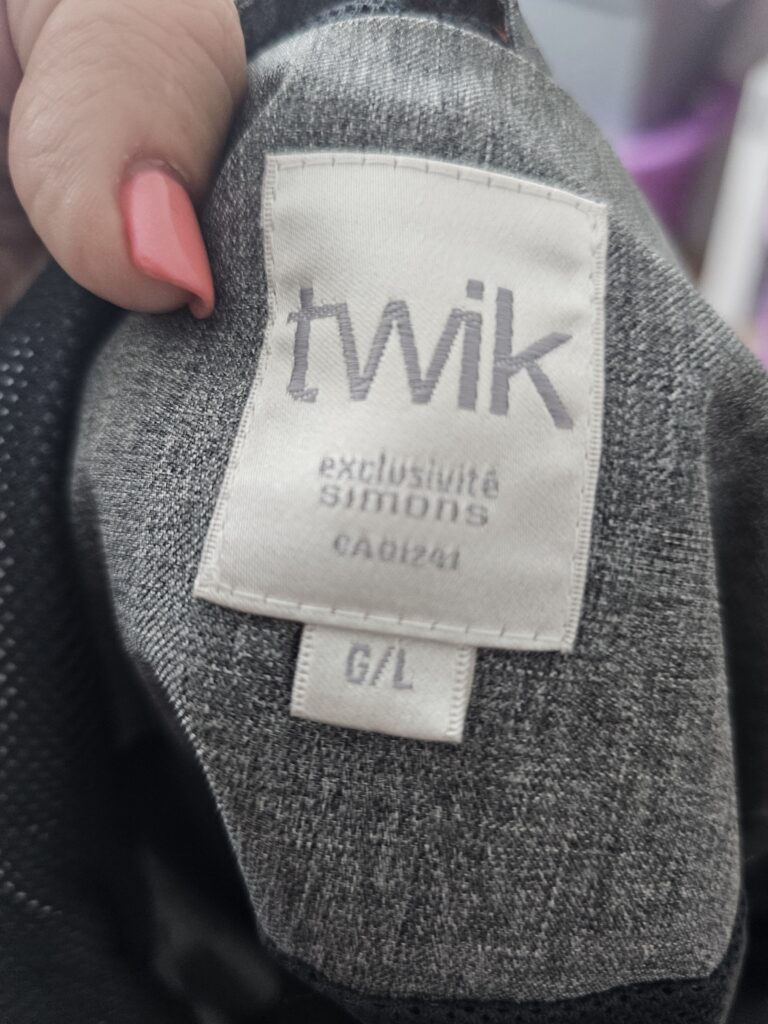 twik
exclusivité
simons
CA01241
G/L